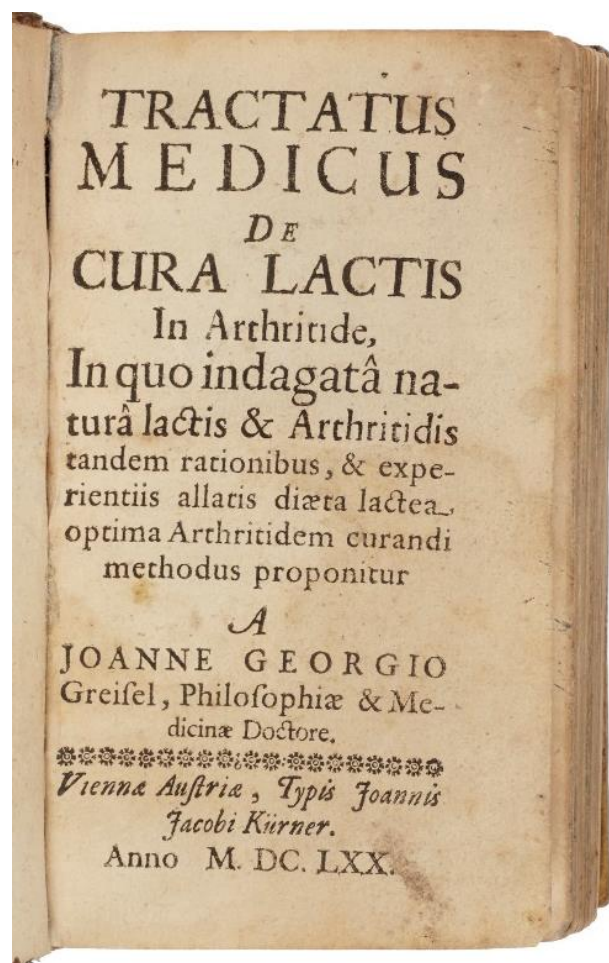 TRACTATUS
MEDICUS
DE
CURA LACTIS
In Arthritide,
In quo indagatâ na-
turâ lactis & Arthritidis
tandem rationibus, & expe-
rientiis allatis diæta lactea,
optima Arthritidem curandi
methodus proponitur
A
JOANNE GEORGIO
Greiſel, Philoſophiæ & Me-
dicinæ Doctore.
Viennæ Auſtriæ, Typis Joannis
Jacobi Kürner.
Anno M. DC. LXX.